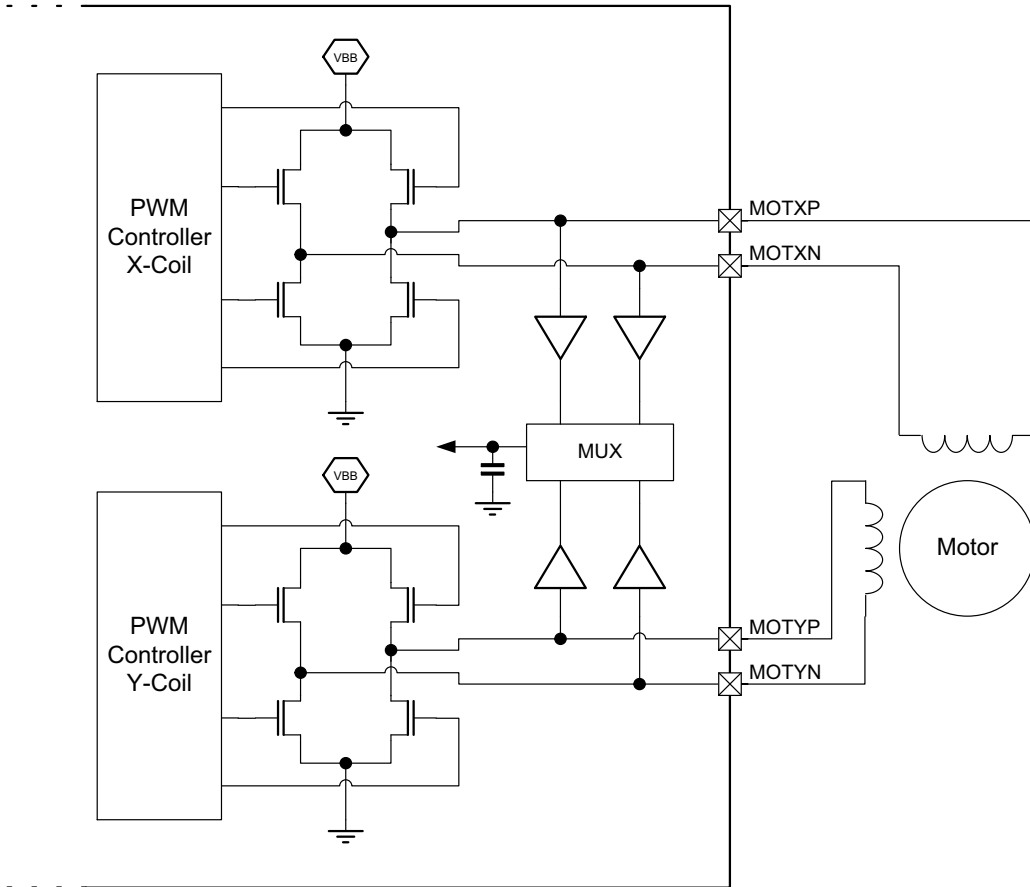 VBB
PWM
Controller
X-Coil
MOTXP
MOTXN
MUX
VBB
Motor
PWM
Controller
Y-Coil
MOTYP
MOTYN